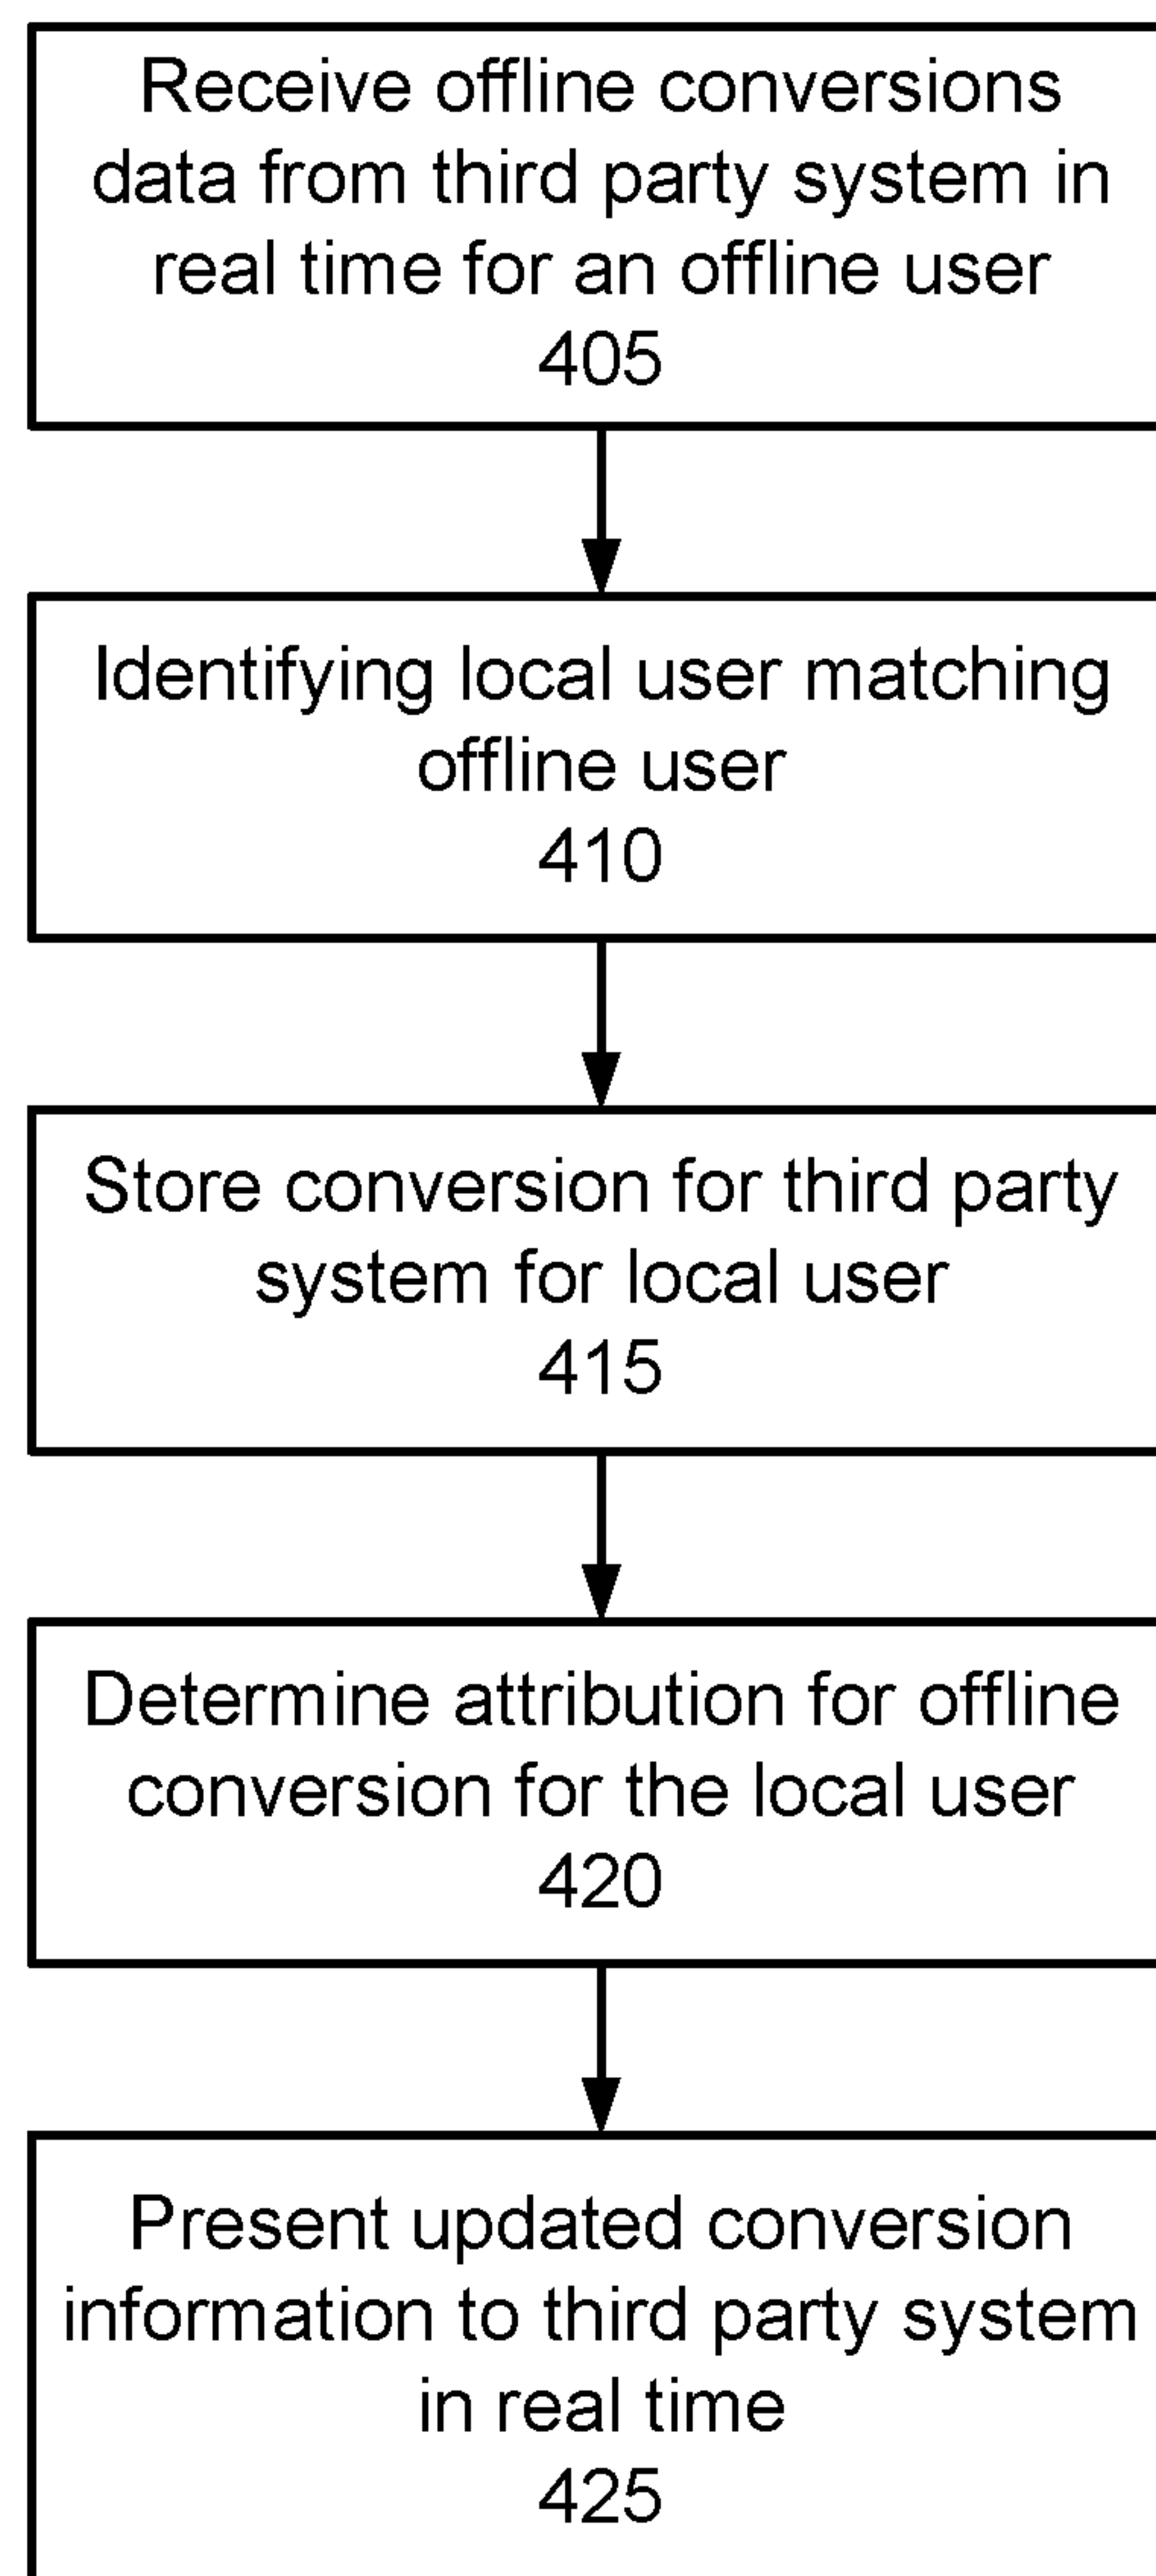 Receive offline conversions
data from third party system in
real time for an offline user
405
Identifying local user matching
offline user
410
Store conversion for third party
system for local user
415
Determine attribution for offline
conversion for the local user
420
Present updated conversion
information to third party system
in real time
425